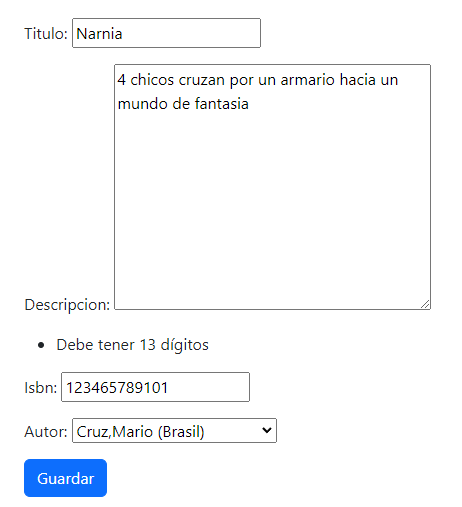 Titulo: Narnia
4 chicos cruzan por un armario hacia un
mundo de fantasia
Descripcion:
• Debe tener 13 dígitos
Isbn: 123465789101
Autor: Cruz,Mario (Brasil)
Guardar